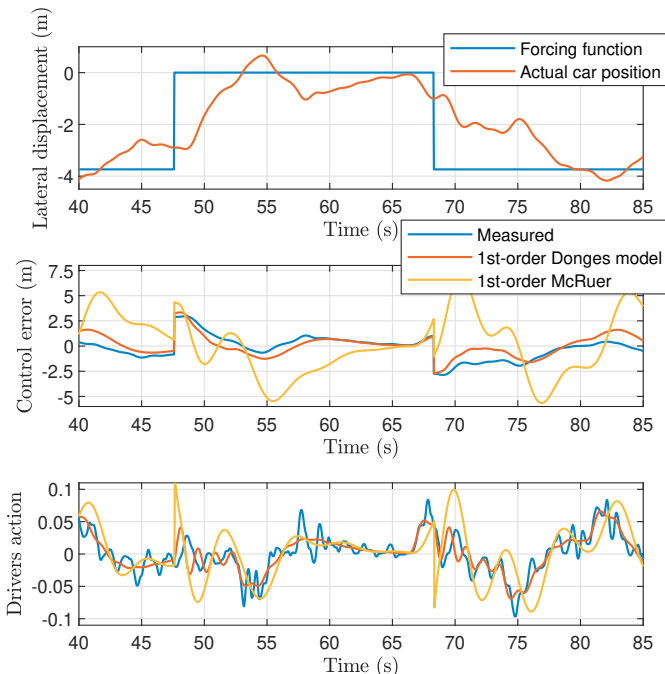 Forcing function
Actual car position
Lateral displacement (m)
0
-2
-4
40 45 50 55 60 65 70 75 80 85
Time (s)
Measured
1st-order Donges model
1st-order McRuer
Control error (m)
7.5
5
2.5
0
-2.5
-5
40 45 50 55 60 65 70 75 80 85
Time (s)
Drivers action
0.1
0.05
0
-0.05
-0.1
40 45 50 55 60 65 70 75 80 85
Time (s)